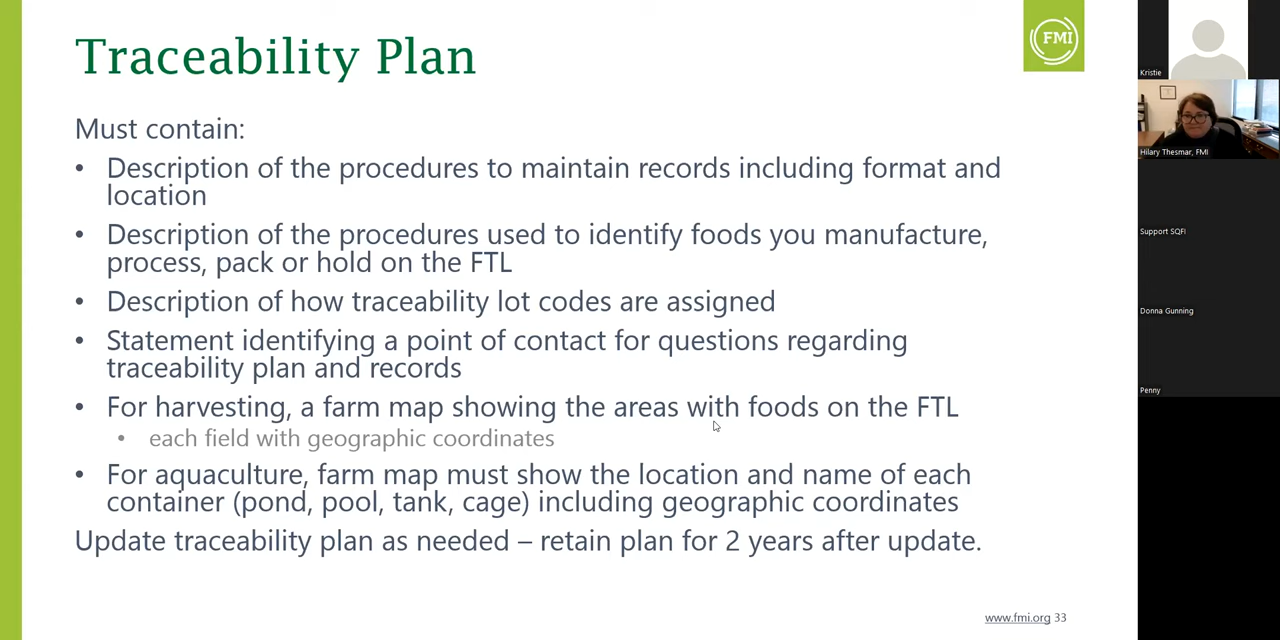 Traceability Plan
FMI
Must contain:
• Description of the procedures to maintain records including format and
location
• Description of the procedures used to identify foods you manufacture,
process, pack or hold on the FTL
• Description of how traceability lot codes are assigned
• Statement identifying a point of contact for questions regarding
traceability plan and records
• For harvesting, a farm map showing the areas with foods on the FTL
• each field with geographic coordinates
• For aquaculture, farm map must show the location and name of each
container (pond, pool, tank, cage) including geographic coordinates
Update traceability plan as needed – retain plan for 2 years after update.
www.fmi.org 33
Kristie
Hilary Thesmar, FMI
Support SQFI
Donna Gunning
Penny